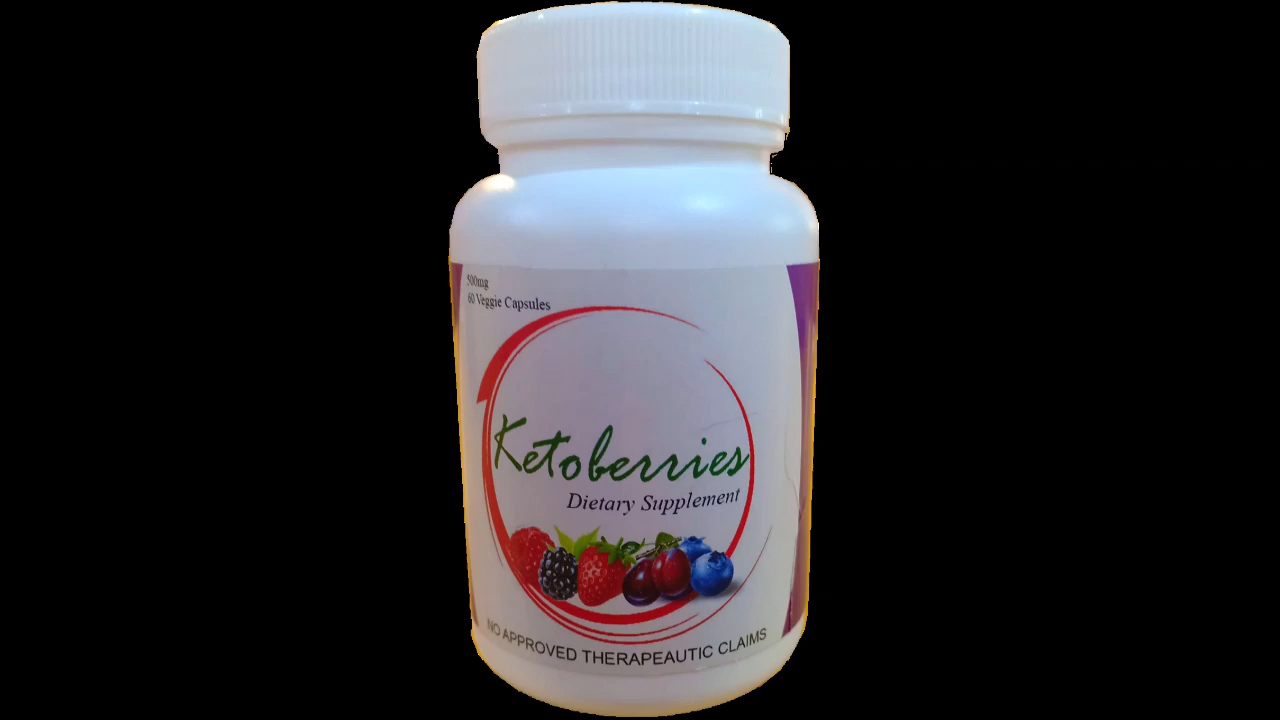 500mg
60 Veggie Capsules
Ketoberries
Dietary Supplement
NO APPROVED THERAPEAUTIC CLAIMS